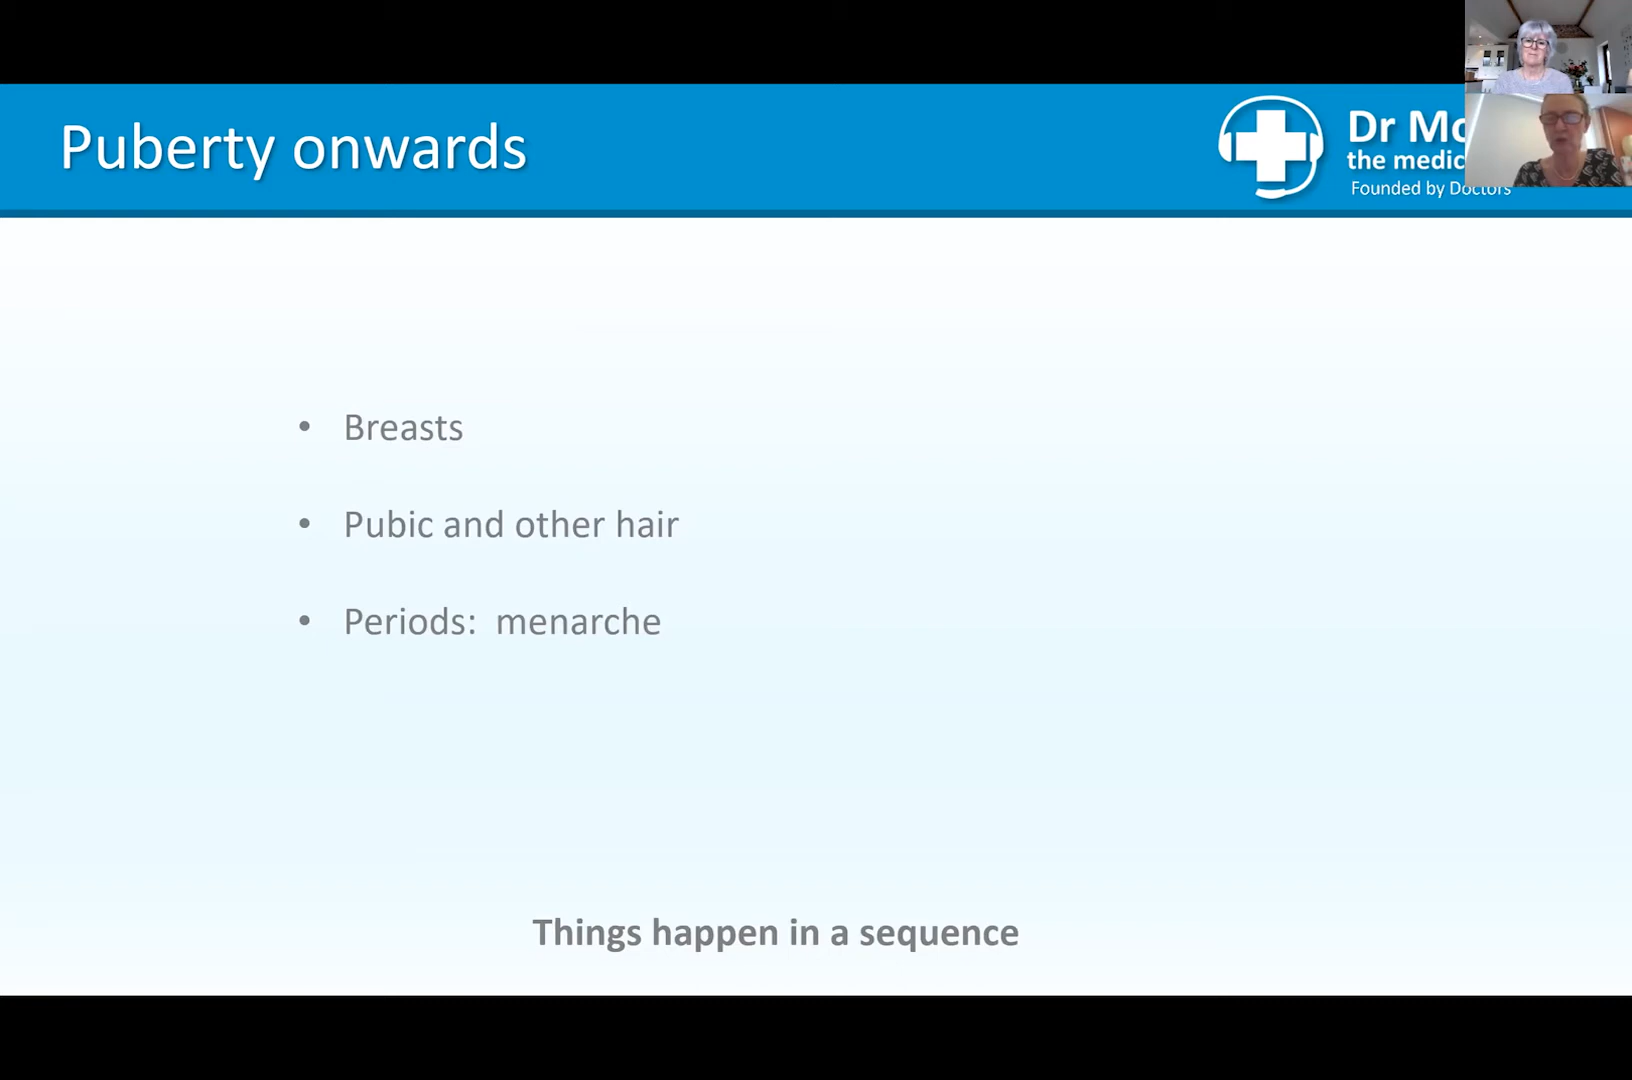 Puberty onwards
Dr Mo
the medic
Founded by Doctors
• Breasts
• Pubic and other hair
• Periods: menarche
Things happen in a sequence